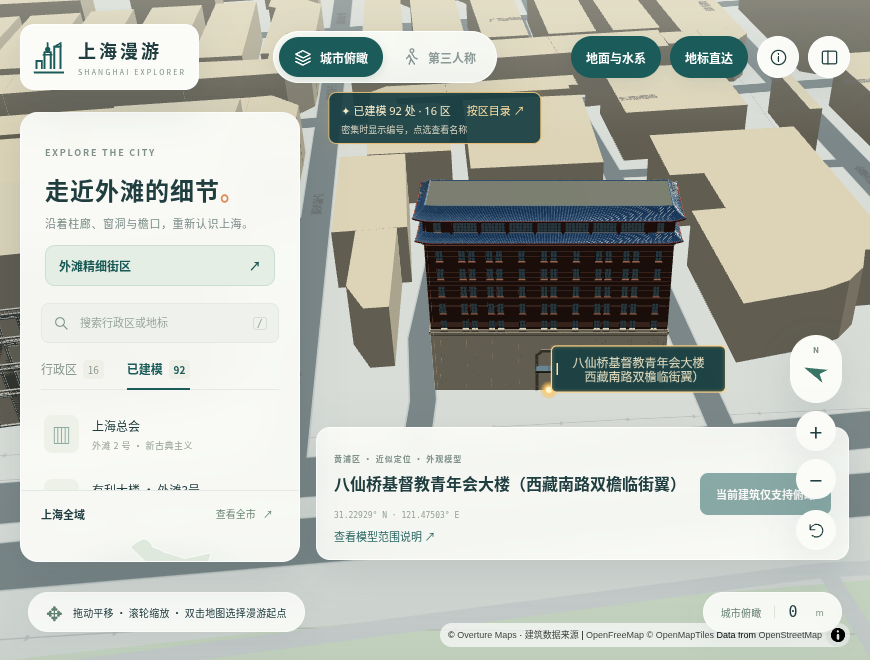 上海漫游
SHANGHAI EXPLORER
城市俯瞰
第三人称
地面与水系
地标直达
✦ 已建模 92 处 · 16 区 按区目录 ↗
密集时显示编号，点选查看名称
EXPLORE THE CITY
走近外滩的细节。
沿着柱廊、窗洞与檐口，重新认识上海。
外滩精细街区 ↗
搜索行政区或地标 /
行政区 16 已建模 92
上海总会
外滩 2 号 · 新古典主义
有利大楼 · 外滩3号
上海全域 查看全市 ↗
八仙桥基督教青年会大楼
西藏南路双檐临街翼）
N
黄浦区 · 近似定位 · 外观模型
八仙桥基督教青年会大楼（西藏南路双檐临街翼）
31.22929° N · 121.47503° E
查看模型范围说明 ↗
当前建筑仅支持俯
拖动平移 · 滚轮缩放 · 双击地图选择漫游起点
城市俯瞰 0 m
© Overture Maps · 建筑数据来源 | OpenFreeMap © OpenMapTiles Data from OpenStreetMap